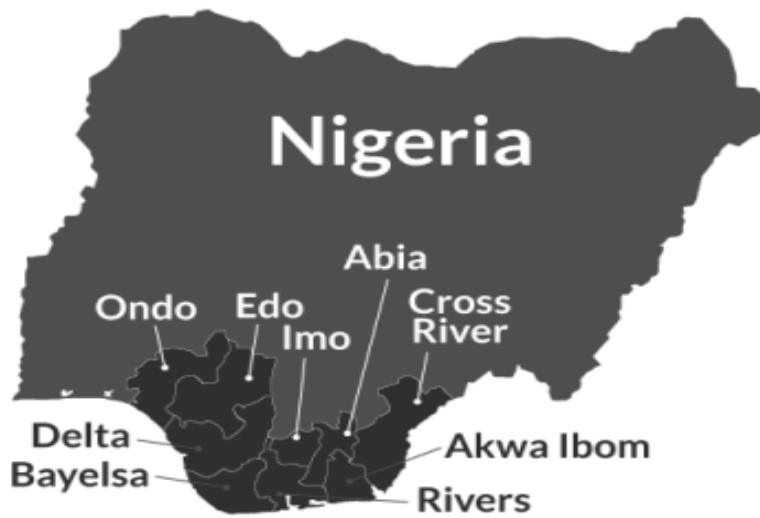 Nigeria
Abia
Ondo
Edo
Imo
Cross
River
Delta
Bayelsa
Akwa Ibom
Rivers